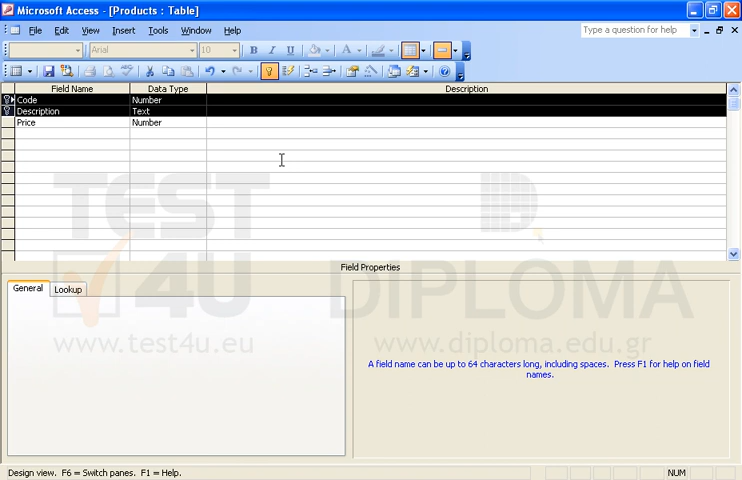 Microsoft Access - [Products : Table]
File Edit View Insert Tools Window Help Type a question for help
Arial 10 B I U A
Field Name Data Type Description
Code Number
Description Text
Price Number
TEST 4U DIPLOMA
www.test4u.eu www.diploma.edu.gr
Field Properties
General Lookup
A field name can be up to 64 characters long, including spaces. Press F1 for help on field
names.
Design view. F6 = Switch panes. F1 = Help. NUM